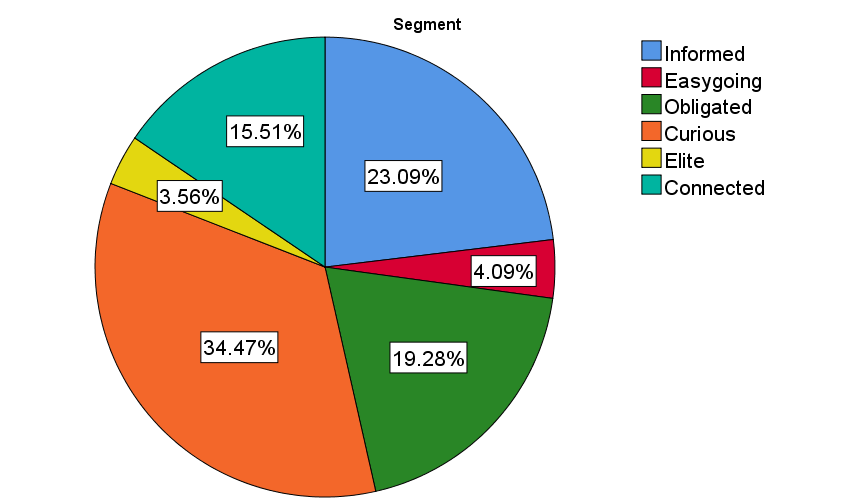 Segment
Informed
Easygoing
Obligated
Curious
Elite
Connected
15.51%
23.09%
3.56%
4.09%
34.47%
19.28%